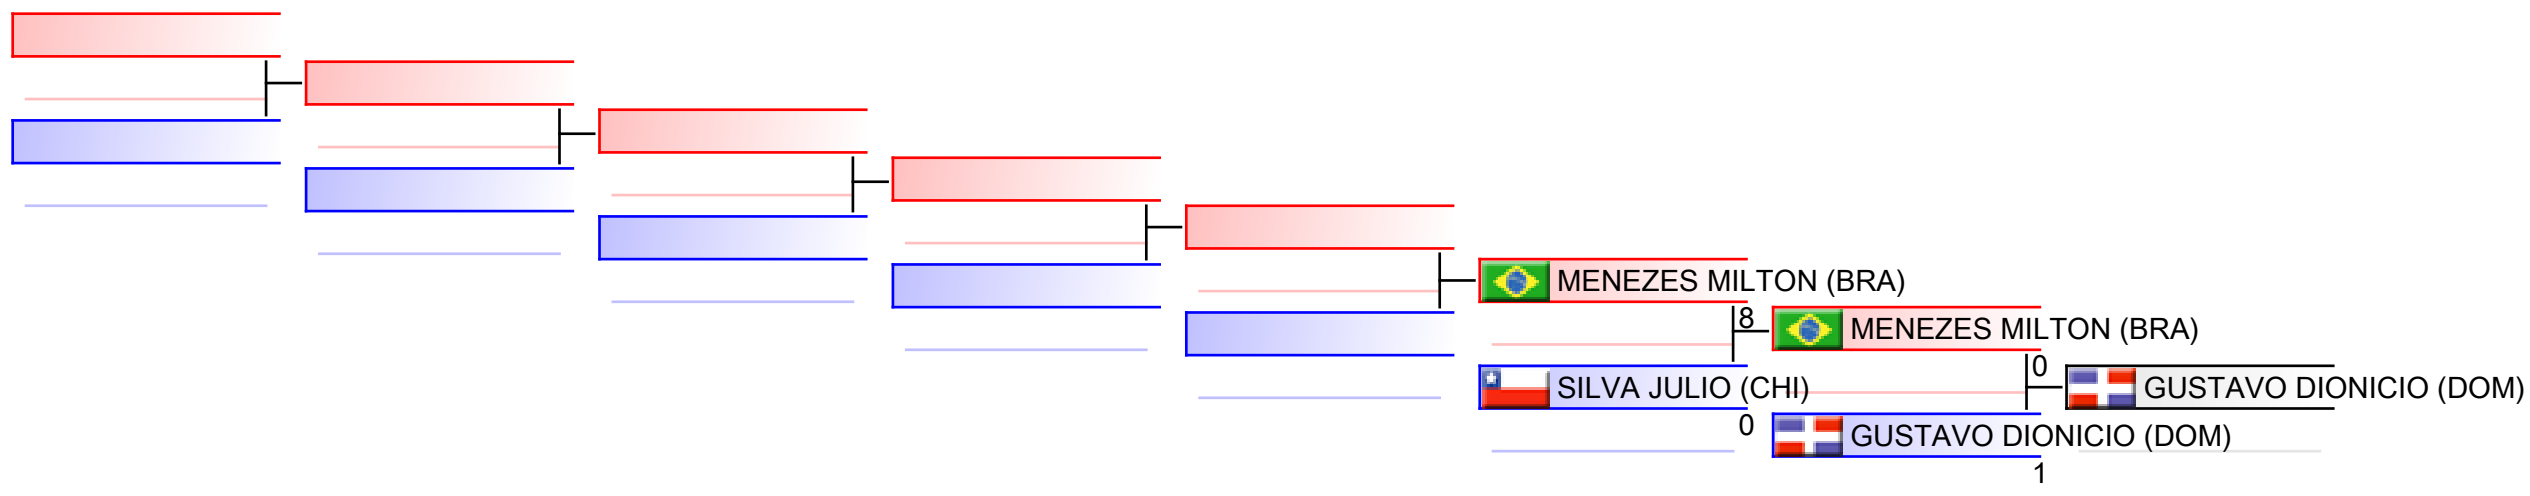 MENEZES MILTON (BRA)
8
MENEZES MILTON (BRA)
0
SILVA JULIO (CHI)
GUSTAVO DIONICIO (DOM)
0
GUSTAVO DIONICIO (DOM)
1